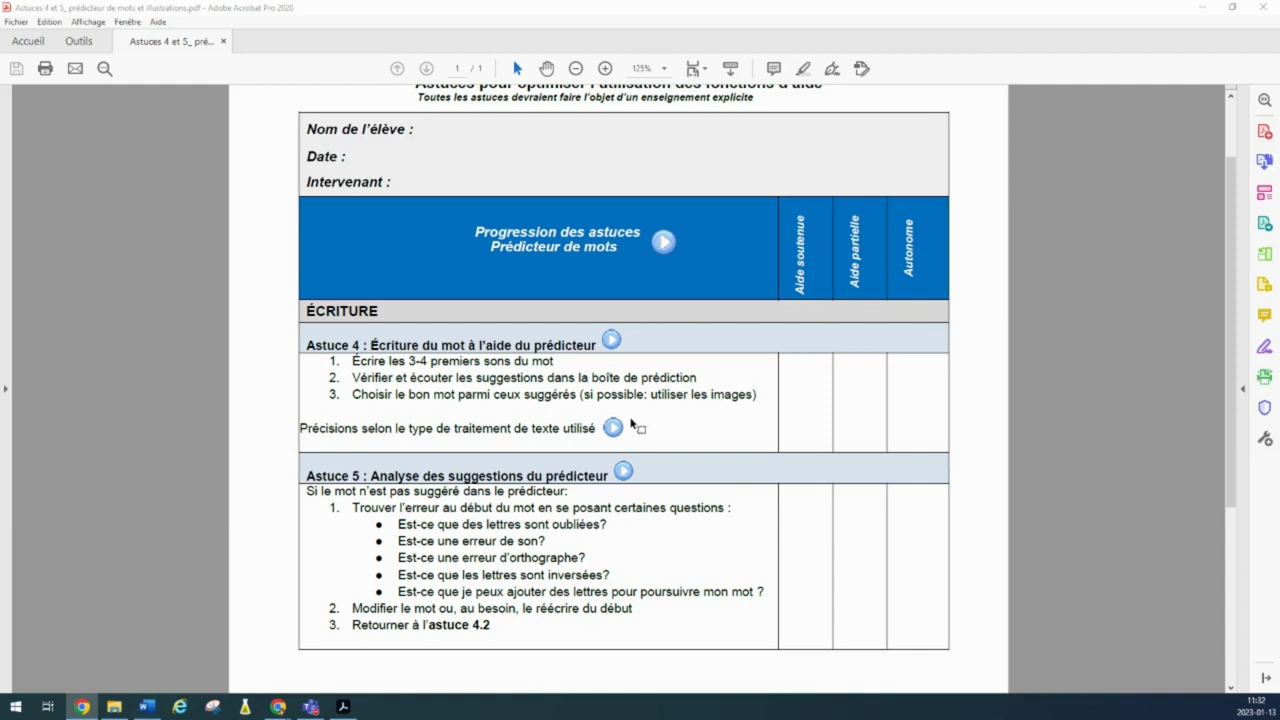 Astuces 4 et 5_ prédicteur de mots et illustrations.pdf - Adobe Acrobat Pro 2020
Fichier Edition Affichage Fenêtre Aide
Accueil Outils Astuces 4 et 5_ pré... ×
1 / 1 125%
Astuces pour optimiser l'utilisation des fonctions d'aide
Toutes les astuces devraient faire l'objet d'un enseignement explicite
Nom de l'élève :
Date :
Intervenant :
Progression des astuces
Prédicteur de mots
Aide soutenue
Aide partielle
Autonome
ÉCRITURE
Astuce 4 : Écriture du mot à l'aide du prédicteur
1. Écrire les 3-4 premiers sons du mot
2. Vérifier et écouter les suggestions dans la boîte de prédiction
3. Choisir le bon mot parmi ceux suggérés (si possible: utiliser les images)
Précisions selon le type de traitement de texte utilisé
Astuce 5 : Analyse des suggestions du prédicteur
Si le mot n'est pas suggéré dans le prédicteur:
1. Trouver l'erreur au début du mot en se posant certaines questions :
● Est-ce que des lettres sont oubliées?
● Est-ce une erreur de son?
● Est-ce une erreur d'orthographe?
● Est-ce que les lettres sont inversées?
● Est-ce que je peux ajouter des lettres pour poursuivre mon mot ?
2. Modifier le mot ou, au besoin, le réécrire du début
3. Retourner à l'astuce 4.2
11:32
2023-01-13